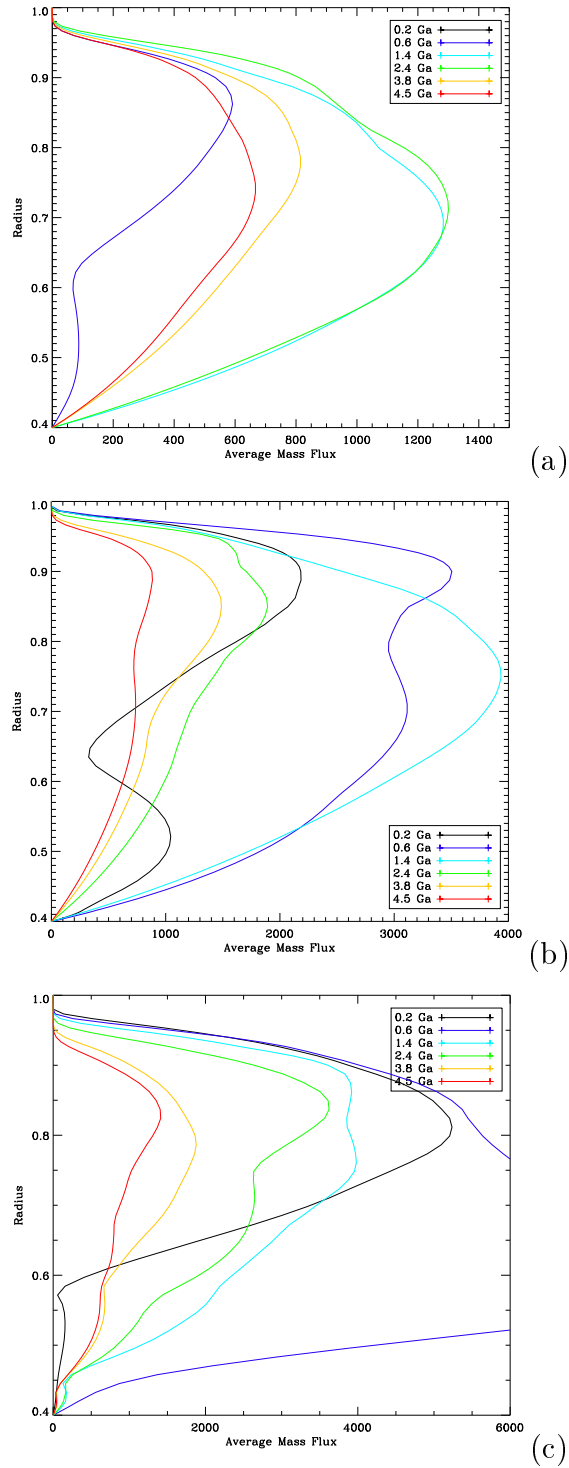 1.0
0.9
0.8
0.7
0.6
0.5
0.4
Radius
0.2 Ga
0.6 Ga
1.4 Ga
2.4 Ga
3.8 Ga
4.5 Ga
0 200 400 600 800 1000 1200 1400
Average Mass Flux
(a)
1.0
0.9
0.8
0.7
0.6
0.5
0.4
Radius
0.2 Ga
0.6 Ga
1.4 Ga
2.4 Ga
3.8 Ga
4.5 Ga
0 1000 2000 3000 4000
Average Mass Flux
(b)
1.0
0.8
0.6
0.4
Radius
0.2 Ga
0.6 Ga
1.4 Ga
2.4 Ga
3.8 Ga
4.5 Ga
0 2000 4000 6000
Average Mass Flux
(c)